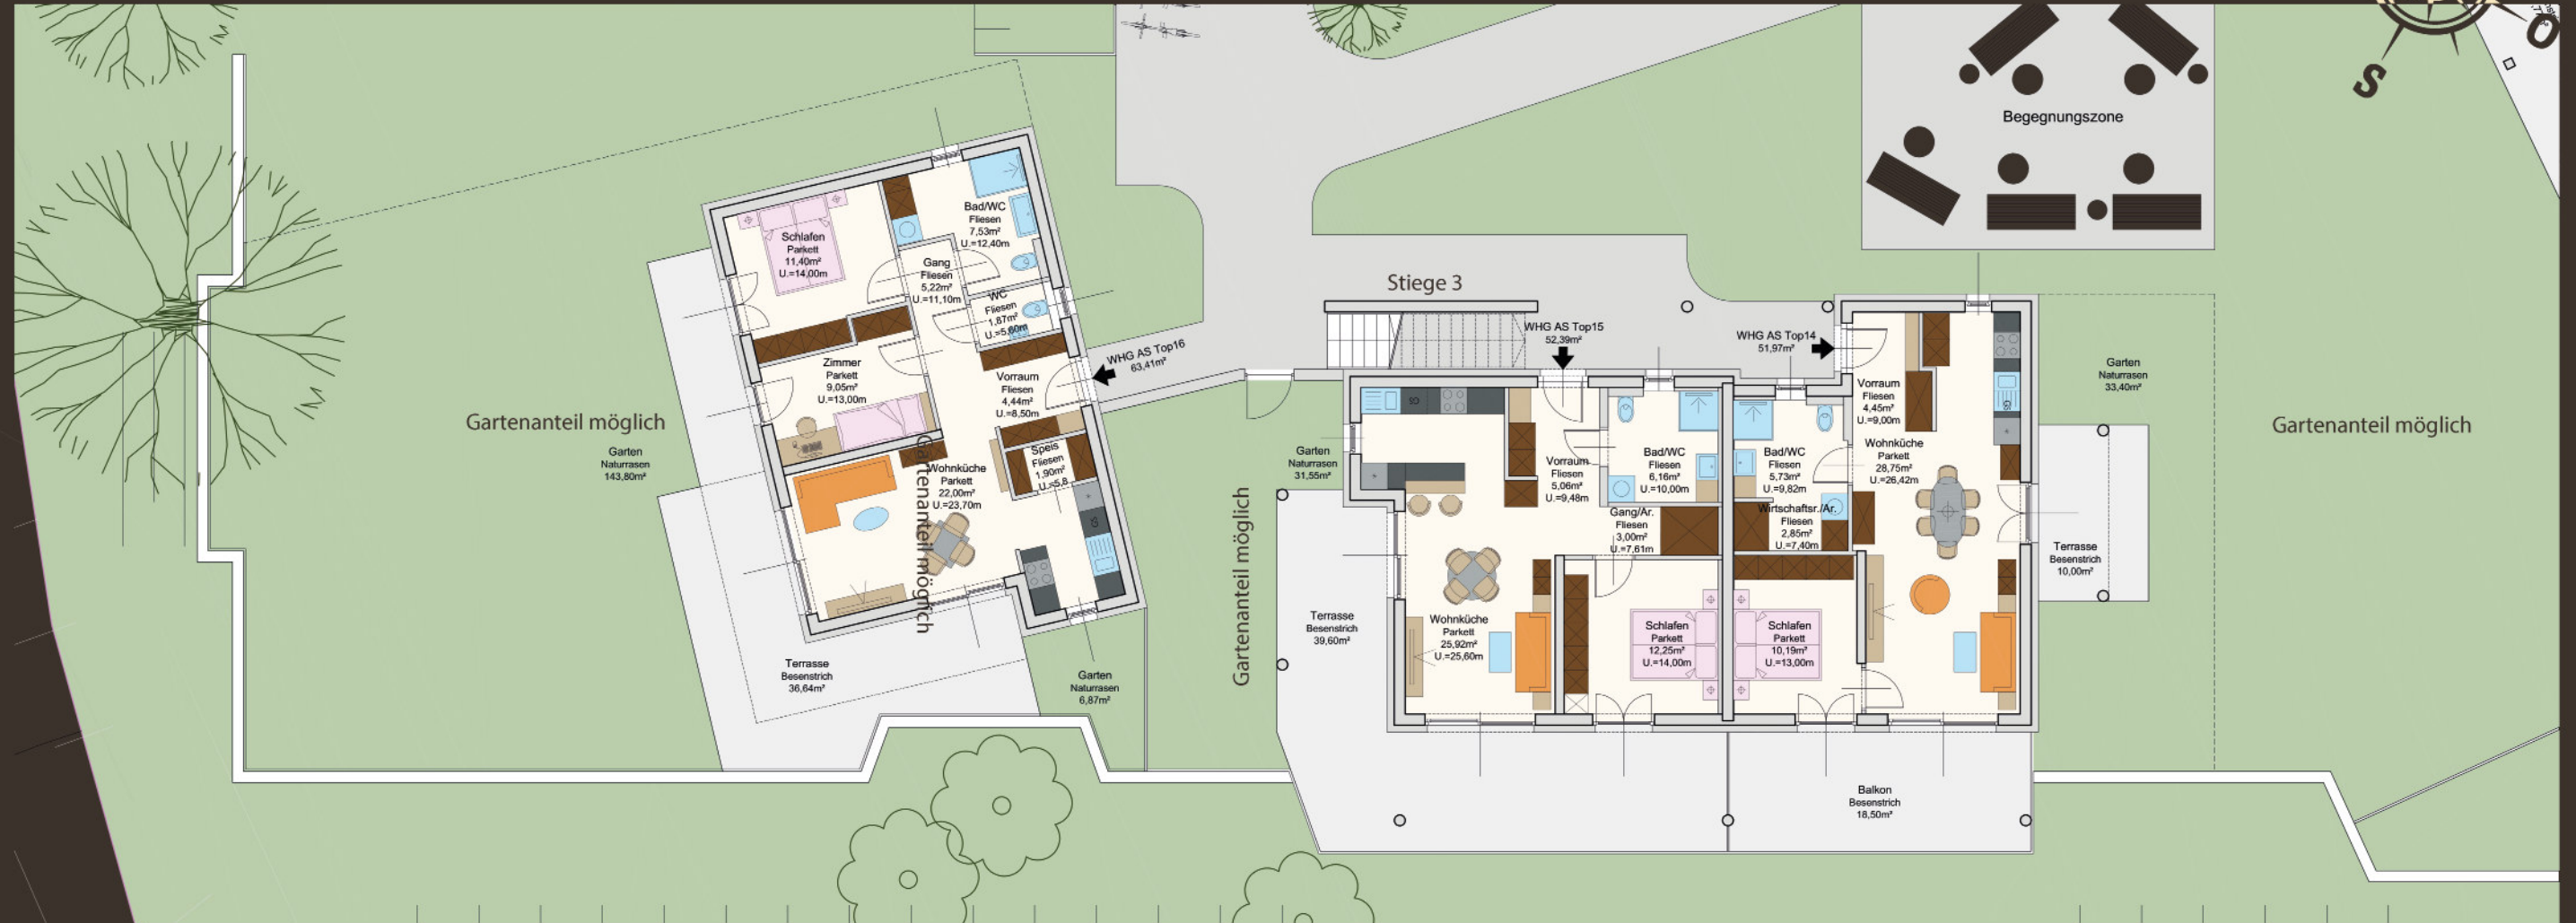 S
O
Begegnungszone
Schlafen
Parkett
11,40m²
U.=14,00m
Bad/WC
Fliesen
7,53m²
U.=12,40m
Gang
Fliesen
5,22m²
U.=11,10m
WC
Fliesen
1,87m²
U.=5,60m
Zimmer
Parkett
9,05m²
U.=13,00m
Vorraum
Fliesen
4,44m²
U.=8,50m
WHG AS Top16
63,41m²
Speis
Fliesen
1,90m²
U.=5,8
Wohnküche
Parkett
22,00m²
U.=23,70m
GS
Gartenanteil möglich
Gartenanteil möglich
Garten
Naturrasen
143,80m²
Terrasse
Besenstrich
36,64m²
Garten
Naturrasen
6,87m²
Gartenanteil möglich
Stiege 3
WHG AS Top15
52,39m²
WHG AS Top14
51,97m²
Garten
Naturrasen
31,55m²
Terrasse
Besenstrich
39,60m²
GS
Vorraum
Fliesen
5,06m²
U.=9,48m
Bad/WC
Fliesen
6,16m²
U.=10,00m
Gang/Ar.
Fliesen
3,00m²
U.=7,61m
Wohnküche
Parkett
25,92m²
U.=25,60m
Schlafen
Parkett
12,25m²
U.=14,00m
Schlafen
Parkett
10,19m²
U.=13,00m
Bad/WC
Fliesen
5,73m²
U.=9,82m
Wirtschaftsr./Ar.
Fliesen
2,85m²
U.=7,40m
Vorraum
Fliesen
4,45m²
U.=9,00m
Wohnküche
Parkett
28,75m²
U.=26,42m
GS
Garten
Naturrasen
33,40m²
Terrasse
Besenstrich
10,00m²
Balkon
Besenstrich
18,50m²
Gartenanteil möglich